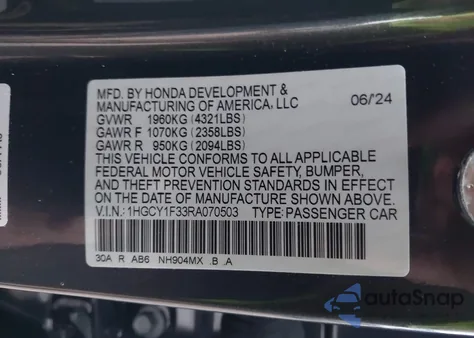 MFD. BY HONDA DEVELOPMENT &
MANUFACTURING OF AMERICA, LLC 06/24
GVWR 1960KG (4321LBS)
GAWR F 1070KG (2358LBS)
GAWR R 950KG (2094LBS)
THIS VEHICLE CONFORMS TO ALL APPLICABLE
FEDERAL MOTOR VEHICLE SAFETY, BUMPER,
AND THEFT PREVENTION STANDARDS IN EFFECT
ON THE DATE OF MANUFACTURE SHOWN ABOVE.
V.I.N.: 1HGCY1F33RA070503 TYPE: PASSENGER CAR
30A R AB6 NH904MX .B .A
autoSnap